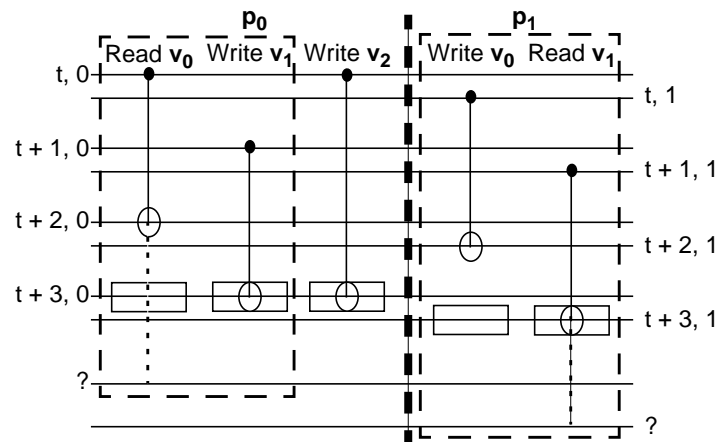 p0 p1
Read v0 Write v1 Write v2 Write v0 Read v1
t, 0
t, 1
t + 1, 0
t + 1, 1
t + 2, 0
t + 2, 1
t + 3, 0
t + 3, 1
?
?